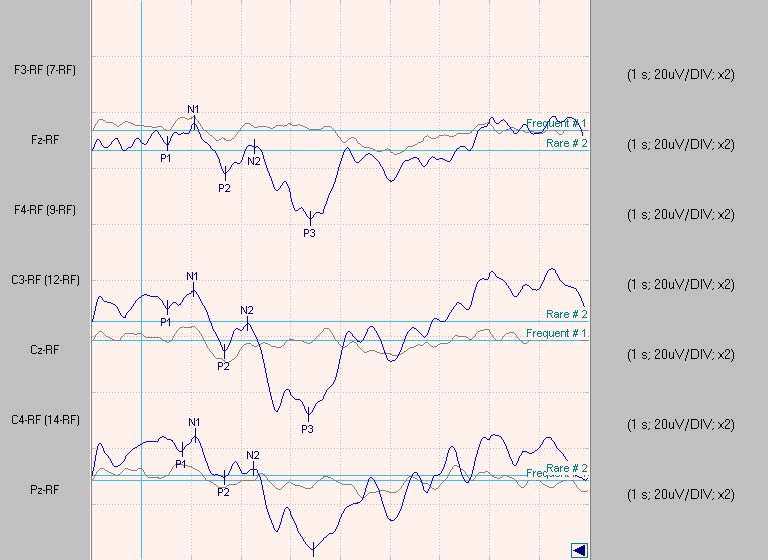 F3-RF (7-RF)
(1 s; 20uV/DIV; x2)
N1
Frequent # 1
Fz-RF
P1
N2
Rare # 2
(1 s; 20uV/DIV; x2)
P2
F4-RF (9-RF)
P3
(1 s; 20uV/DIV; x2)
C3-RF (12-RF)
N1
(1 s; 20uV/DIV; x2)
P1
N2
Rare # 2
Frequent # 1
Cz-RF
P2
(1 s; 20uV/DIV; x2)
C4-RF (14-RF)
N1
P3
(1 s; 20uV/DIV; x2)
P1
N2
Rare # 2
Pz-RF
P2
(1 s; 20uV/DIV; x2)